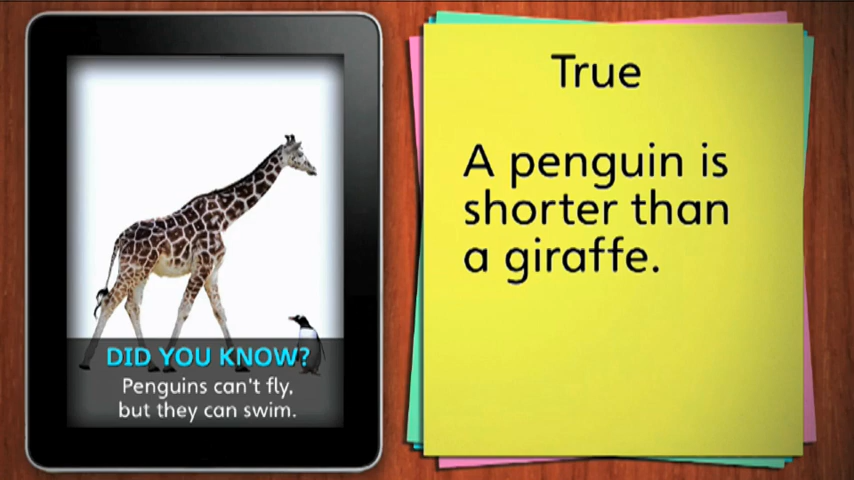 DID YOU KNOW?
Penguins can't fly,
but they can swim.
True
A penguin is
shorter than
a giraffe.